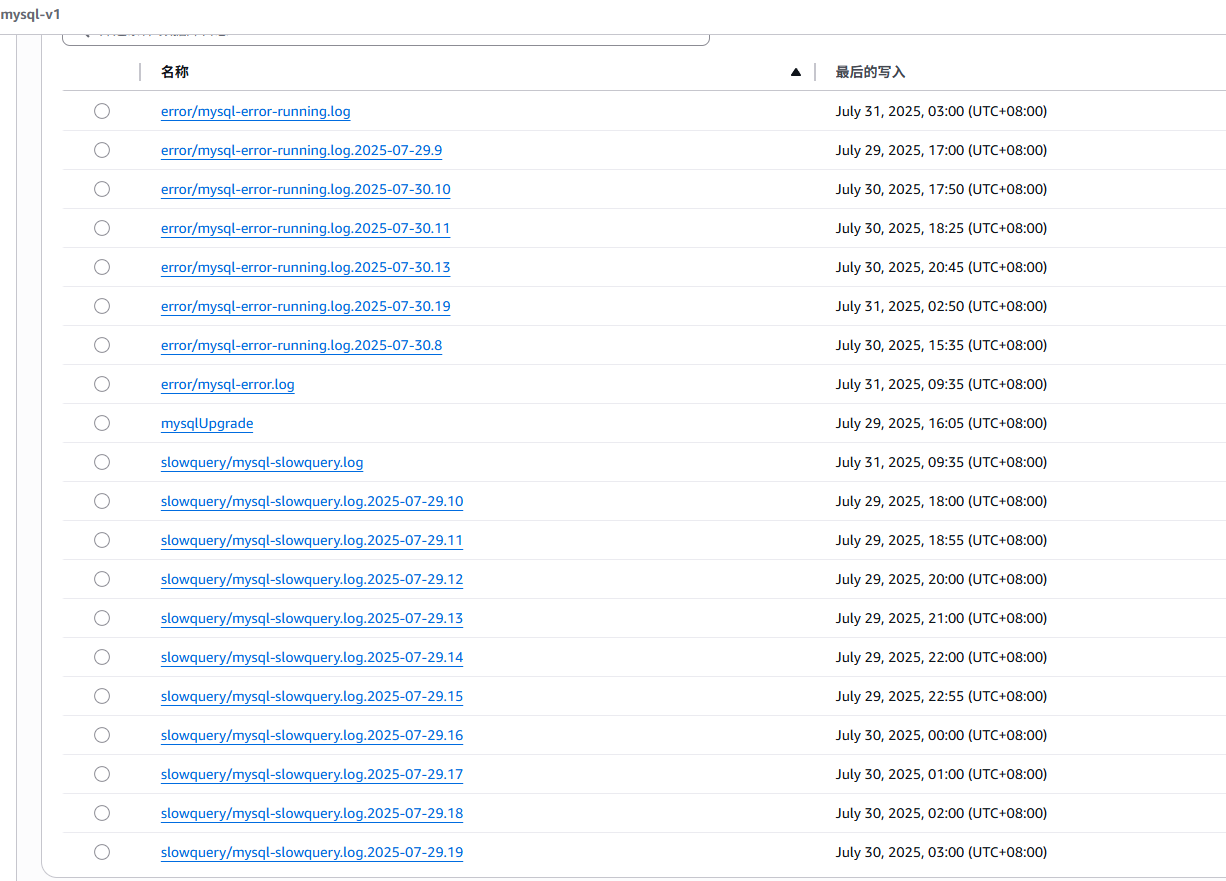 mysql-v1
名称 最后的写入
error/mysql-error-running.log July 31, 2025, 03:00 (UTC+08:00)
error/mysql-error-running.log.2025-07-29.9 July 29, 2025, 17:00 (UTC+08:00)
error/mysql-error-running.log.2025-07-30.10 July 30, 2025, 17:50 (UTC+08:00)
error/mysql-error-running.log.2025-07-30.11 July 30, 2025, 18:25 (UTC+08:00)
error/mysql-error-running.log.2025-07-30.13 July 30, 2025, 20:45 (UTC+08:00)
error/mysql-error-running.log.2025-07-30.19 July 31, 2025, 02:50 (UTC+08:00)
error/mysql-error-running.log.2025-07-30.8 July 30, 2025, 15:35 (UTC+08:00)
error/mysql-error.log July 31, 2025, 09:35 (UTC+08:00)
mysqlUpgrade July 29, 2025, 16:05 (UTC+08:00)
slowquery/mysql-slowquery.log July 31, 2025, 09:35 (UTC+08:00)
slowquery/mysql-slowquery.log.2025-07-29.10 July 29, 2025, 18:00 (UTC+08:00)
slowquery/mysql-slowquery.log.2025-07-29.11 July 29, 2025, 18:55 (UTC+08:00)
slowquery/mysql-slowquery.log.2025-07-29.12 July 29, 2025, 20:00 (UTC+08:00)
slowquery/mysql-slowquery.log.2025-07-29.13 July 29, 2025, 21:00 (UTC+08:00)
slowquery/mysql-slowquery.log.2025-07-29.14 July 29, 2025, 22:00 (UTC+08:00)
slowquery/mysql-slowquery.log.2025-07-29.15 July 29, 2025, 22:55 (UTC+08:00)
slowquery/mysql-slowquery.log.2025-07-29.16 July 30, 2025, 00:00 (UTC+08:00)
slowquery/mysql-slowquery.log.2025-07-29.17 July 30, 2025, 01:00 (UTC+08:00)
slowquery/mysql-slowquery.log.2025-07-29.18 July 30, 2025, 02:00 (UTC+08:00)
slowquery/mysql-slowquery.log.2025-07-29.19 July 30, 2025, 03:00 (UTC+08:00)